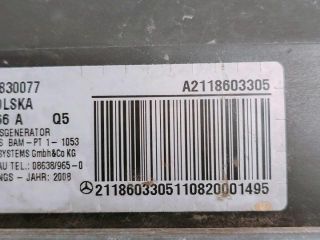 830077
A2118603305
OLSKA
66 A Q5
SGENERATOR
S BAM-PT 1- 1053
SYSTEMS GmbH&Co KG
AU TEL.: 08638/965-0
NGS - JAHR: 2008
2118603305110820001495